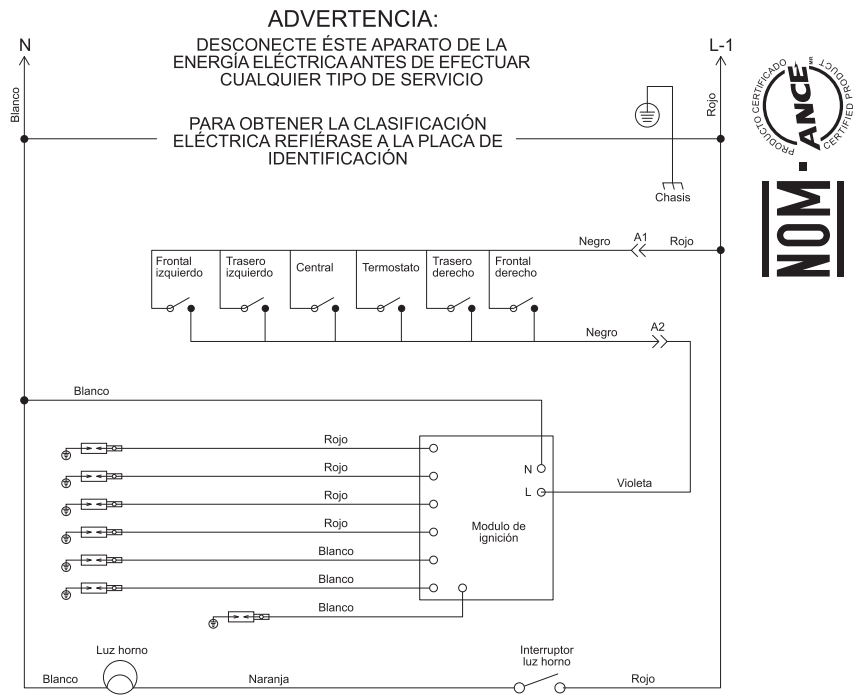 ADVERTENCIA:
DESCONECTE ÉSTE APARATO DE LA
ENERGÍA ELÉCTRICA ANTES DE EFECTUAR
CUALQUIER TIPO DE SERVICIO
N
L-1
Blanco
Rojo
PARA OBTENER LA CLASIFICACIÓN
ELÉCTRICA REFIÉRASE A LA PLACA DE
IDENTIFICACIÓN
Chasis
PRODUCTO CERTIFICADO
ANCE
MR
CERTIFIED PRODUCT
NOM
Negro
A1
Rojo
Frontal
izquierdo
Trasero
izquierdo
Central
Termostato
Trasero
derecho
Frontal
derecho
Negro
A2
Blanco
Rojo
Rojo
Rojo
Rojo
Blanco
Blanco
Blanco
N
L
Violeta
Modulo de
ignición
Luz horno
Interruptor
luz horno
Blanco
Naranja
Rojo